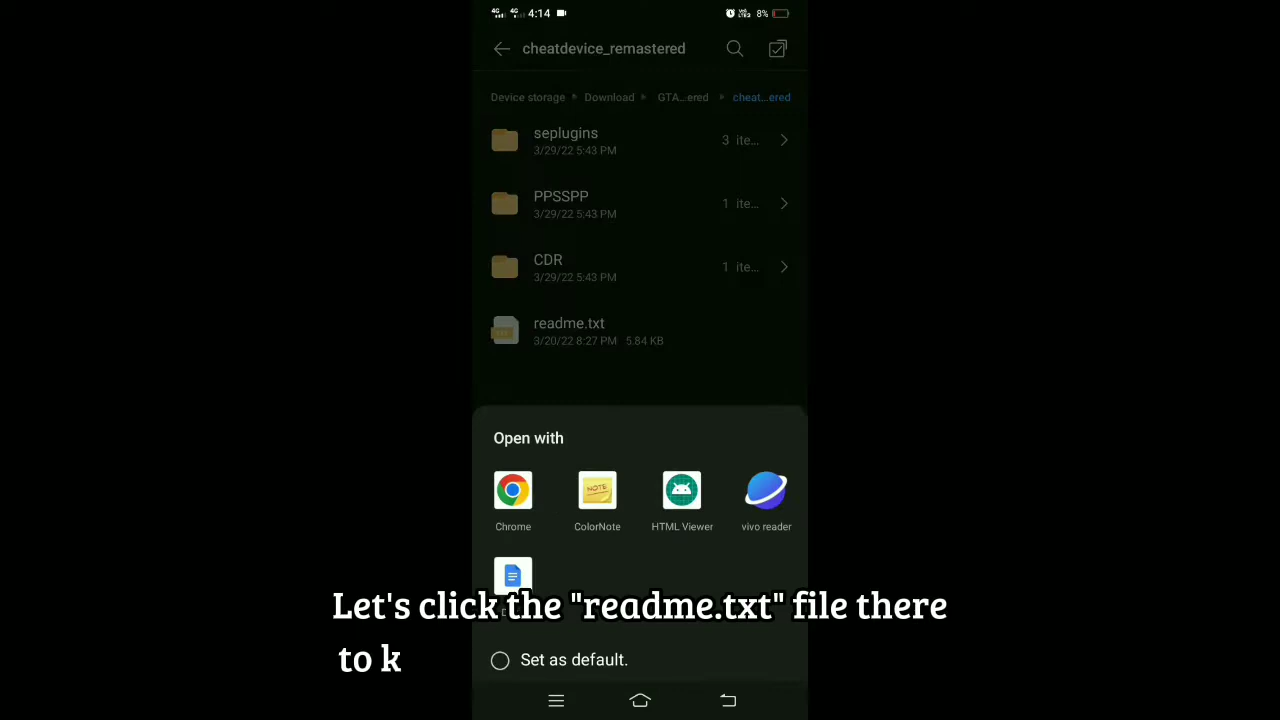 4G 4G 4:14 8%
cheatdevice_remastered
Device storage Download GTA...ered cheat...ered
seplugins
3/29/22 5:43 PM
3 ite...
PPSSPP
3/29/22 5:43 PM
1 ite...
CDR
3/29/22 5:43 PM
1 ite...
readme.txt
3/20/22 8:27 PM 5.84 KB
Open with
NOTE
Chrome ColorNote HTML Viewer vivo reader
Let's click the "readme.txt" file there
to k
Set as default.